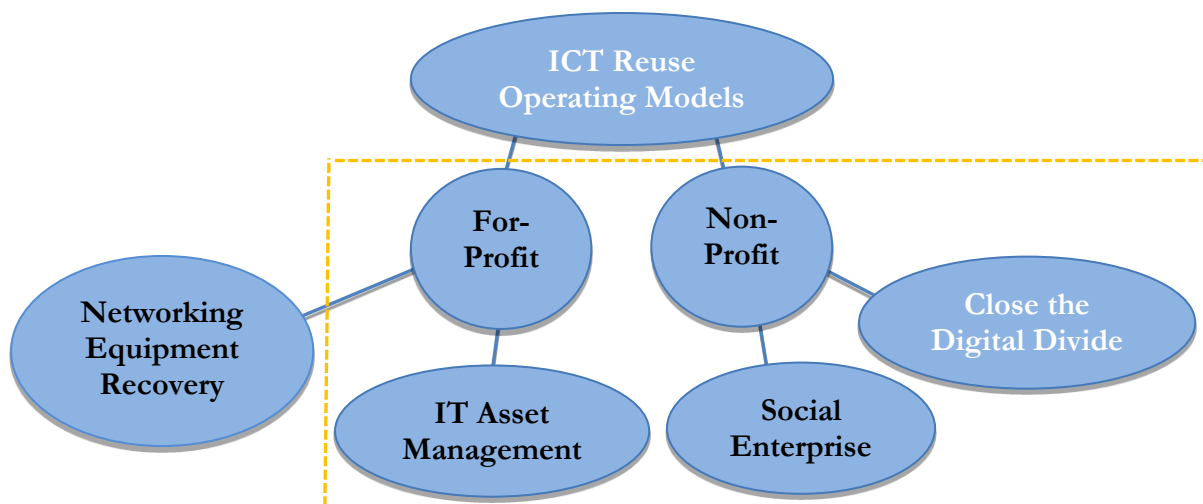 ICT Reuse
Operating Models
For-
Profit
Non-
Profit
Networking
Equipment
Recovery
Close the
Digital Divide
IT Asset
Management
Social
Enterprise